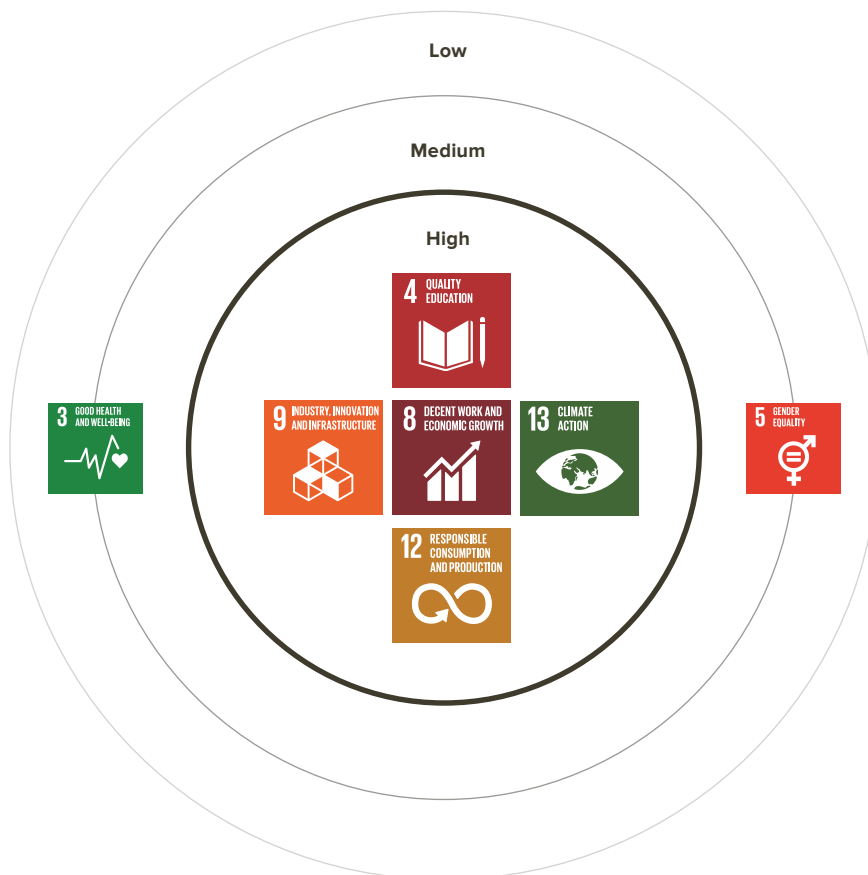 Low
Medium
High
4 QUALITY
EDUCATION
3 GOOD HEALTH
AND WELL-BEING
9 INDUSTRY, INNOVATION
AND INFRASTRUCTURE
8 DECENT WORK AND
ECONOMIC GROWTH
13 CLIMATE
ACTION
5 GENDER
EQUALITY
12 RESPONSIBLE
CONSUMPTION
AND PRODUCTION